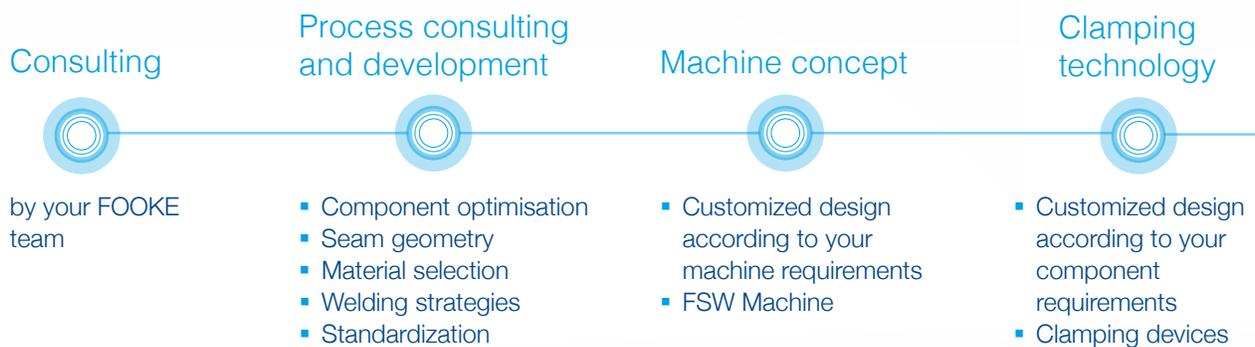 Consulting
by your FOOKE
team
Process consulting
and development
▪ Component optimisation
▪ Seam geometry
▪ Material selection
▪ Welding strategies
▪ Standardization
Machine concept
▪ Customized design
according to your
machine requirements
▪ FSW Machine
Clamping
technology
▪ Customized design
according to your
component
requirements
▪ Clamping devices